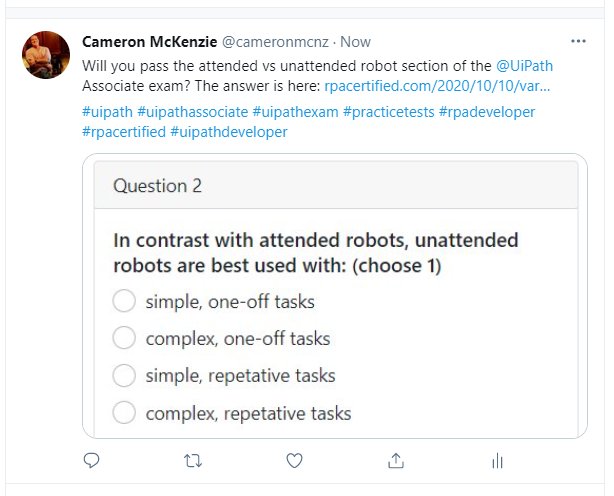 Cameron McKenzie @cameronmcnz · Now
Will you pass the attended vs unattended robot section of the @UiPath
Associate exam? The answer is here: rpacertified.com/2020/10/10/var...
#uipath #uipathassociate #uipathexam #practicetests #rpadeveloper
#rpacertified #uipathdeveloper
Question 2
In contrast with attended robots, unattended
robots are best used with: (choose 1)
simple, one-off tasks
complex, one-off tasks
simple, repetative tasks
complex, repetative tasks